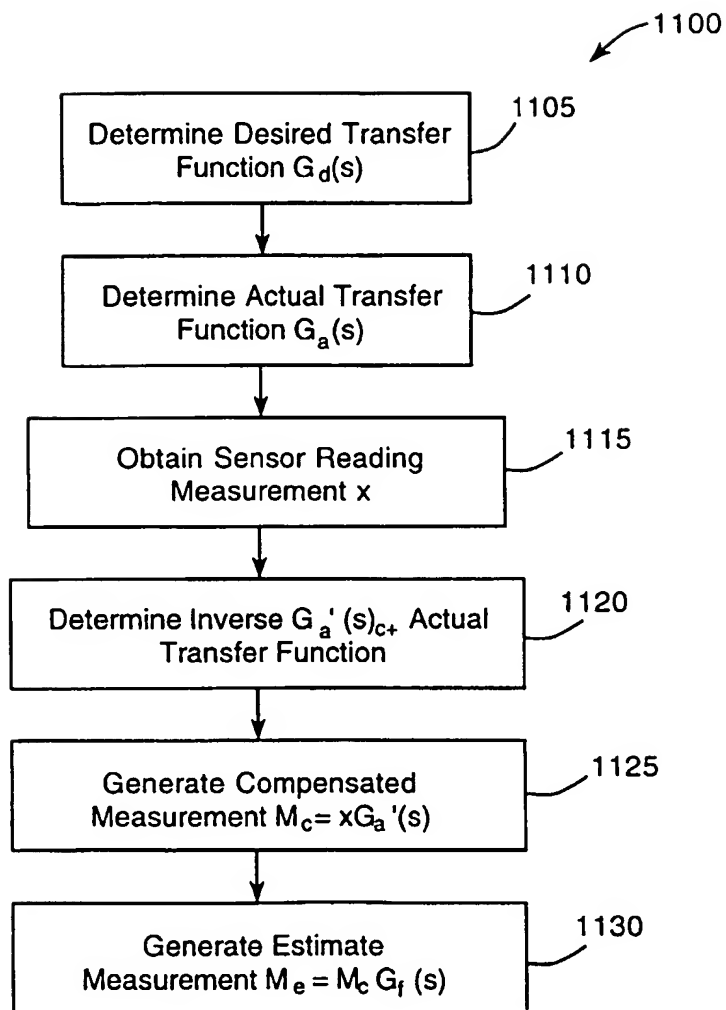 1100
1105
Determine Desired Transfer
Function G_d(s)
1110
Determine Actual Transfer
Function G_a(s)
1115
Obtain Sensor Reading
Measurement x
1120
Determine Inverse G_a'(s)_c+ Actual
Transfer Function
1125
Generate Compensated
Measurement M_c = xG_a'(s)
1130
Generate Estimate
Measurement M_e = M_c G_f (s)